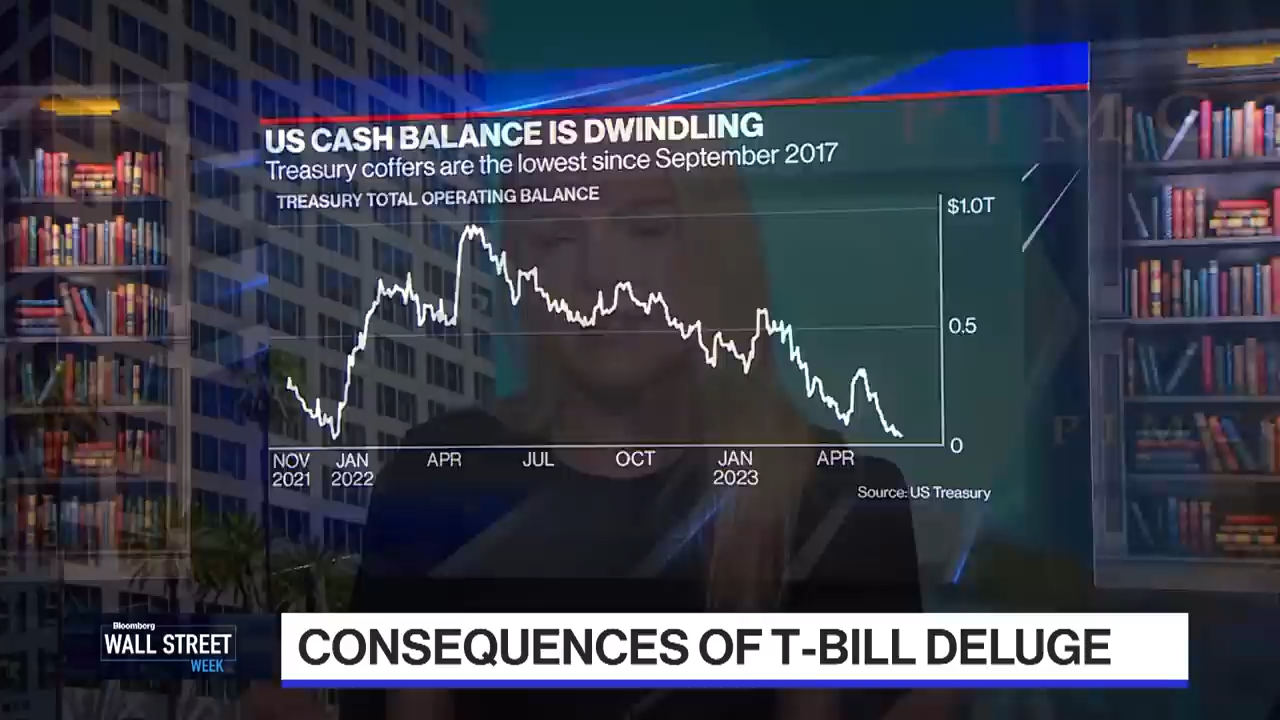 US CASH BALANCE IS DWINDLING
Treasury coffers are the lowest since September 2017
TREASURY TOTAL OPERATING BALANCE
$1.0T
0.5
0
NOV JAN APR JUL OCT JAN APR
2021 2022 2023
Source: US Treasury
PIMCO
Bloomberg
WALL STREET
WEEK
CONSEQUENCES OF T-BILL DELUGE